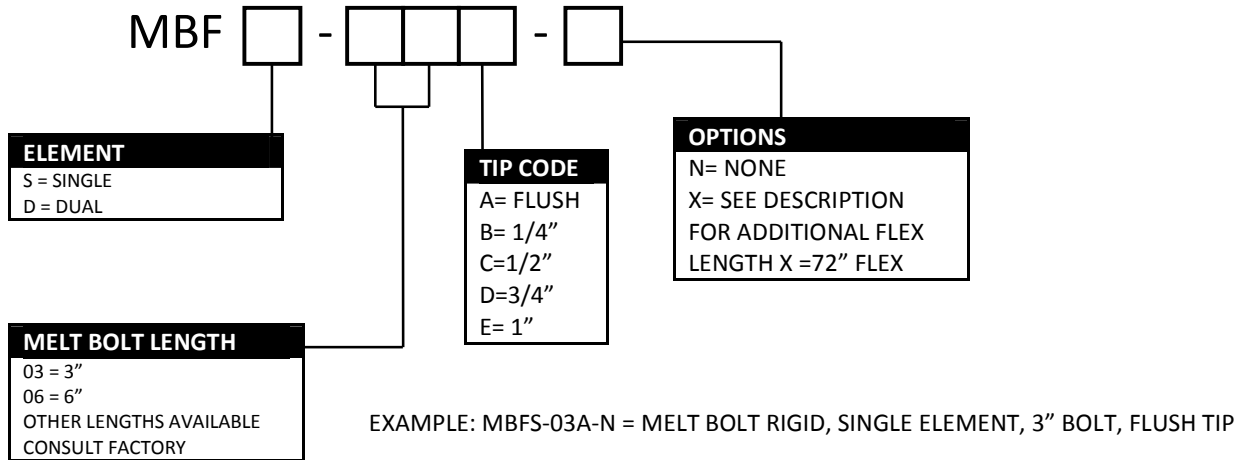 MBF - -
ELEMENT
S = SINGLE
D = DUAL
TIP CODE
A= FLUSH
B= 1/4”
C=1/2”
D=3/4”
E= 1”
OPTIONS
N= NONE
X= SEE DESCRIPTION
FOR ADDITIONAL FLEX
LENGTH X =72” FLEX
MELT BOLT LENGTH
03 = 3”
06 = 6”
OTHER LENGTHS AVAILABLE
CONSULT FACTORY
EXAMPLE: MBFS-03A-N = MELT BOLT RIGID, SINGLE ELEMENT, 3” BOLT, FLUSH TIP